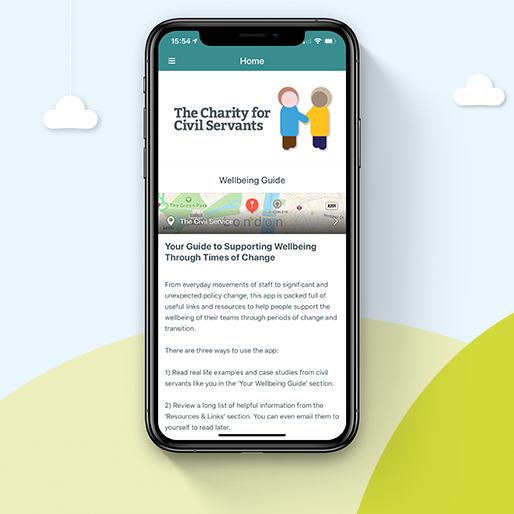 15:54
Home
The Charity for
Civil Servants
Wellbeing Guide
The Green Park
The Civil Service
London
Your Guide to Supporting Wellbeing
Through Times of Change
From everyday movements of staff to significant and
unexpected policy change, this app is packed full of
useful links and resources to help people support the
wellbeing of their teams through periods of change and
transition.
There are three ways to use the app:
1) Read real life examples and case studies from civil
servants like you in the 'Your Wellbeing Guide' section.
2) Review a long list of helpful information from the
'Resources & Links' section. You can even email them to
yourself to read later.